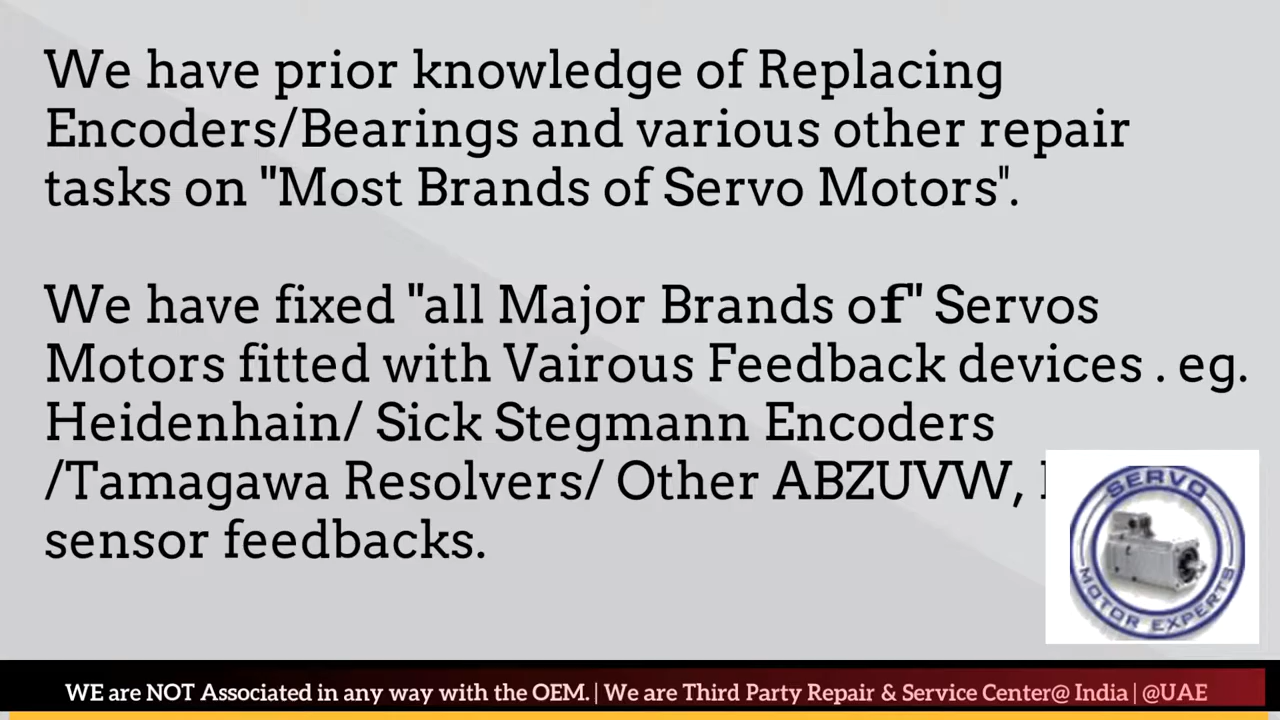 We have prior knowledge of Replacing
Encoders/Bearings and various other repair
tasks on "Most Brands of Servo Motors".
We have fixed "all Major Brands of" Servos
Motors fitted with Vairous Feedback devices . eg.
Heidenhain/ Sick Stegmann Encoders
/Tamagawa Resolvers/ Other ABZUVW,
sensor feedbacks.
SERVO
MOTOR EXPERTS
WE are NOT Associated in any way with the OEM. | We are Third Party Repair & Service Center@ India | @UAE